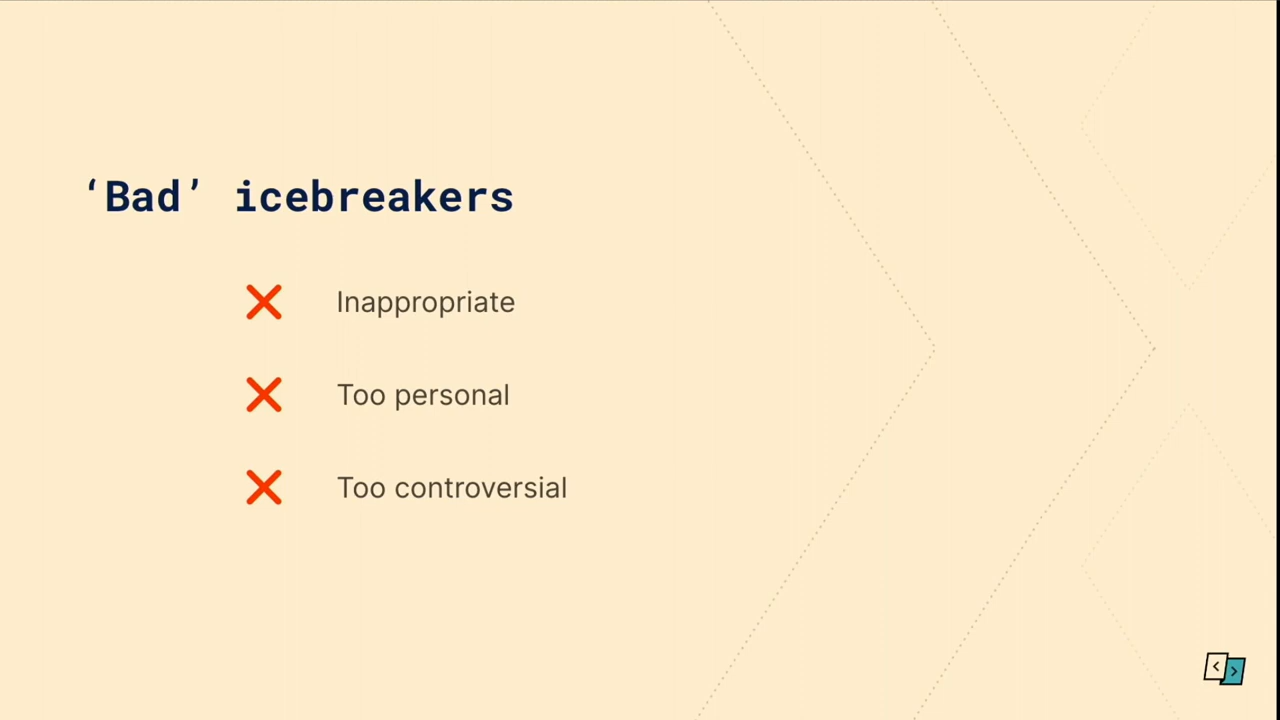 ‘Bad’ icebreakers
Inappropriate
Too personal
Too controversial